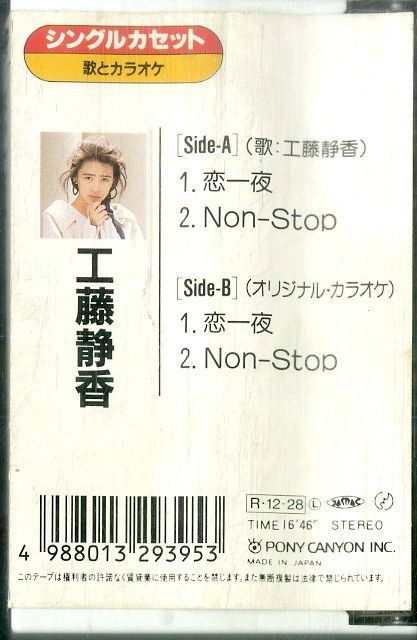 シングルカセット
歌とカラオケ
工藤静香
[Side-A] (歌:工藤静香)
1. 恋一夜
2. Non-Stop
[Side-B] (オリジナル・カラオケ)
1. 恋一夜
2. Non-Stop
R・12・28 Ⓛ
TIME 16'46" STEREO
PONY CANYON INC.
MADE IN JAPAN
4 988013 293953
このテープは権利者の許諾なく賃貸業に使用することを禁じます。また無断複製は法律で禁じられています。